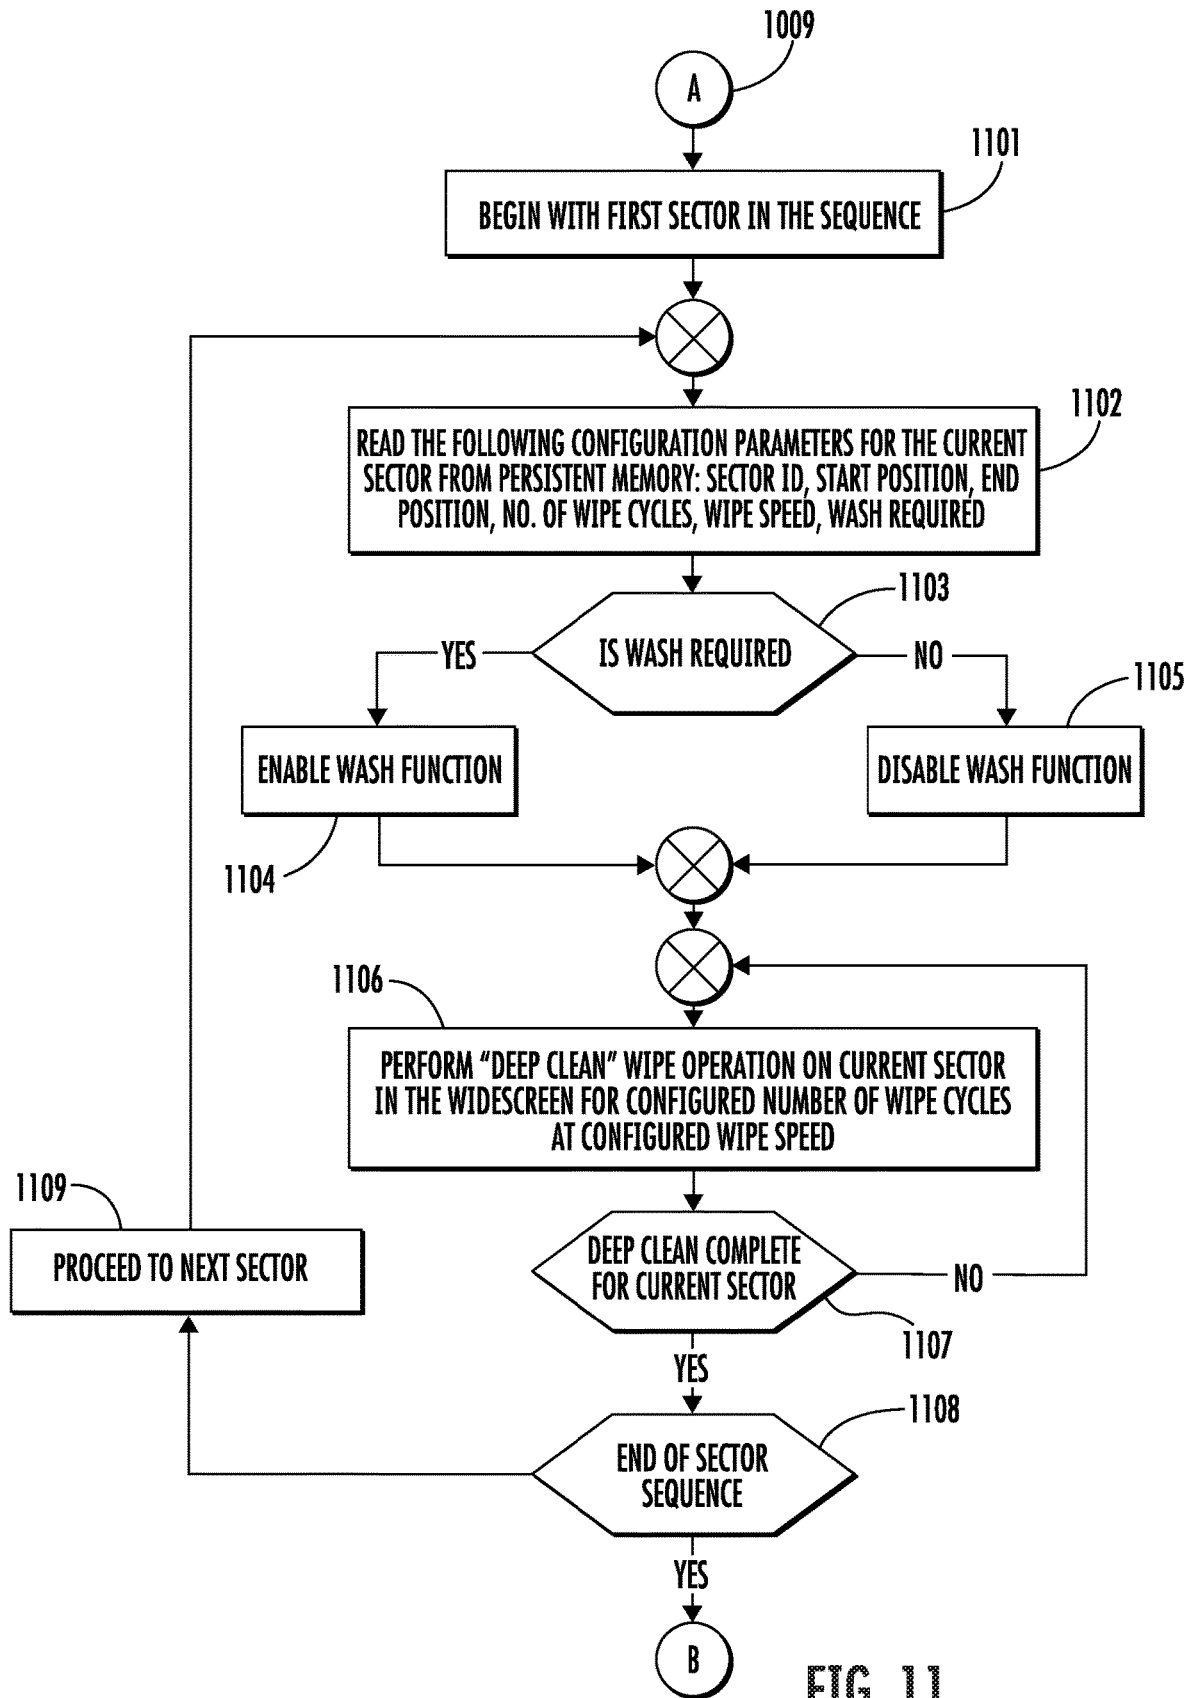 1009
A
1101
BEGIN WITH FIRST SECTOR IN THE SEQUENCE
1102
READ THE FOLLOWING CONFIGURATION PARAMETERS FOR THE CURRENT
SECTOR FROM PERSISTENT MEMORY: SECTOR ID, START POSITION, END
POSITION, NO. OF WIPE CYCLES, WIPE SPEED, WASH REQUIRED
1103
IS WASH REQUIRED
YES
NO
1105
ENABLE WASH FUNCTION
DISABLE WASH FUNCTION
1104
1106
PERFORM “DEEP CLEAN” WIPE OPERATION ON CURRENT SECTOR
IN THE WIDESCREEN FOR CONFIGURED NUMBER OF WIPE CYCLES
AT CONFIGURED WIPE SPEED
1109
PROCEED TO NEXT SECTOR
DEEP CLEAN COMPLETE
FOR CURRENT SECTOR
NO
1107
YES
1108
END OF SECTOR
SEQUENCE
YES
B
FIG. 11